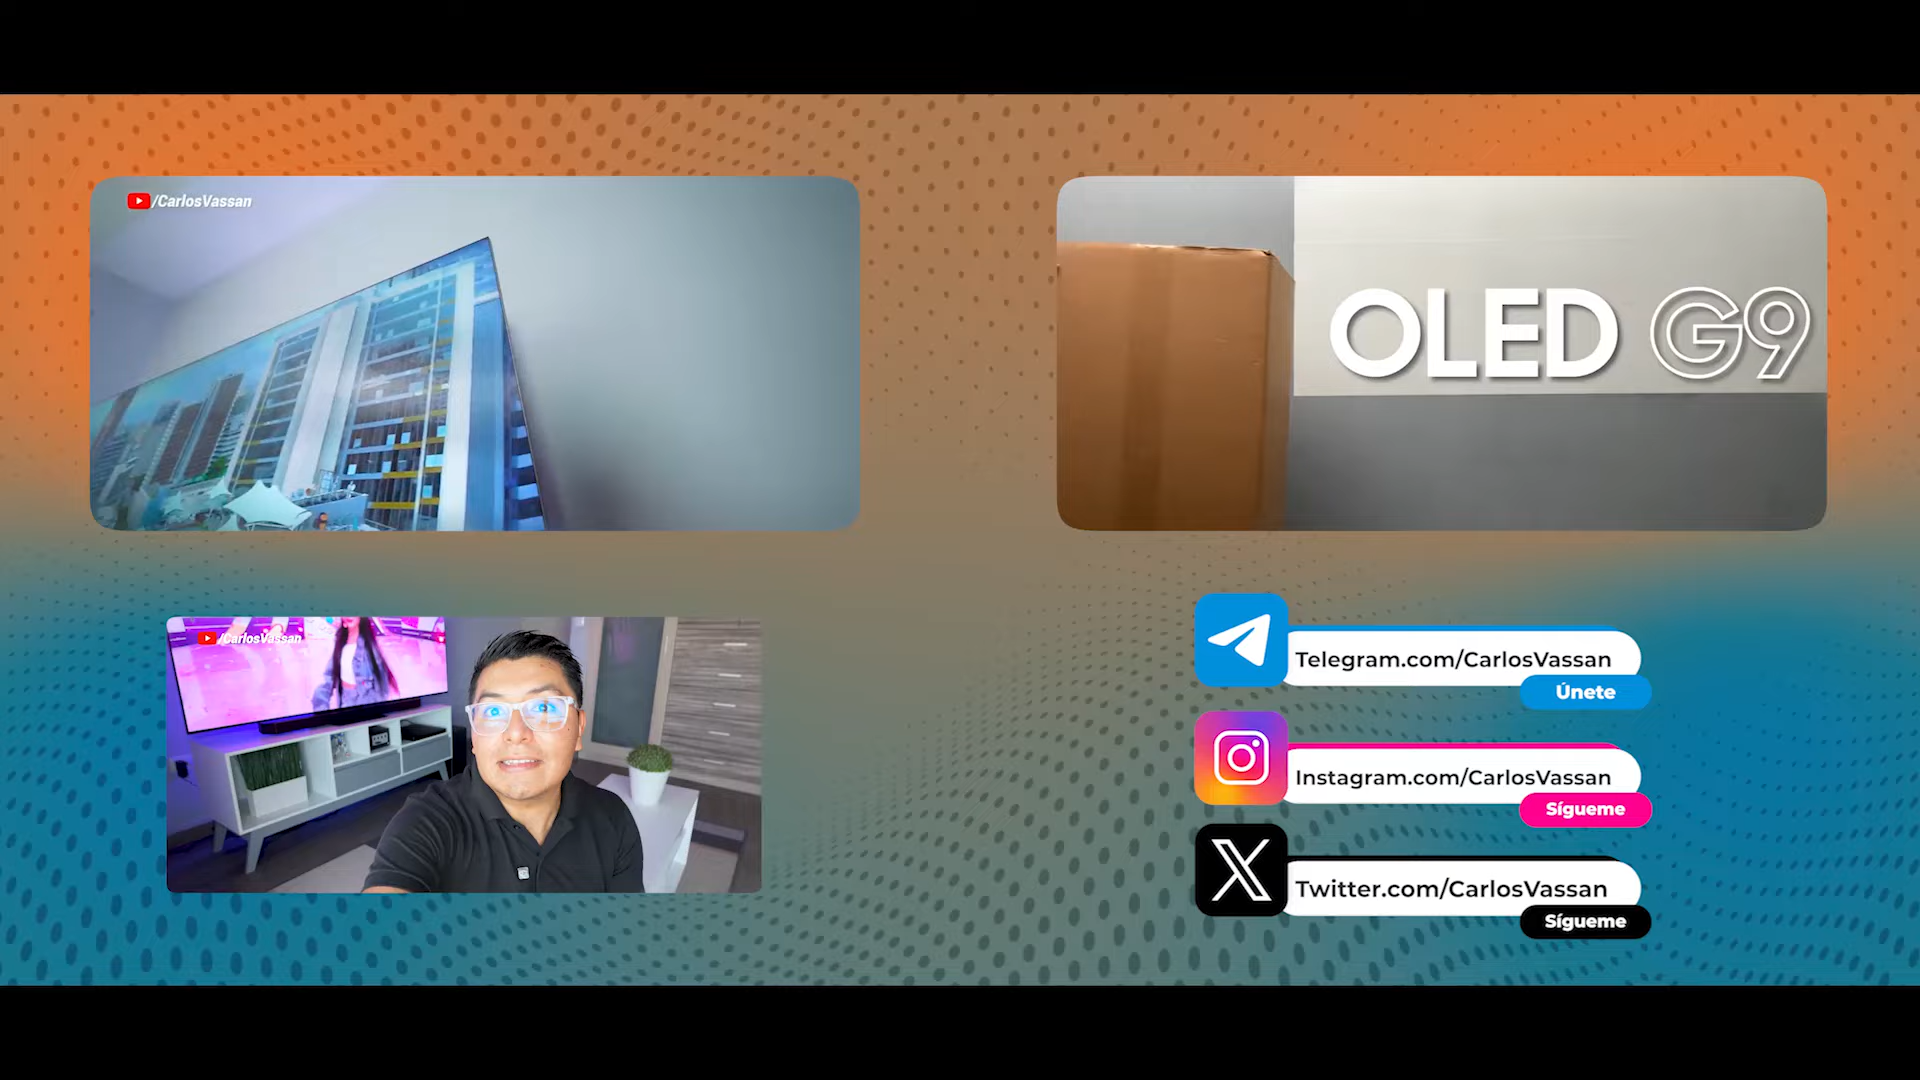 /CarlosVassan
OLED G9
/CarlosVassan
Telegram.com/CarlosVassan
Únete
Instagram.com/CarlosVassan
Sígueme
Twitter.com/CarlosVassan
Sígueme